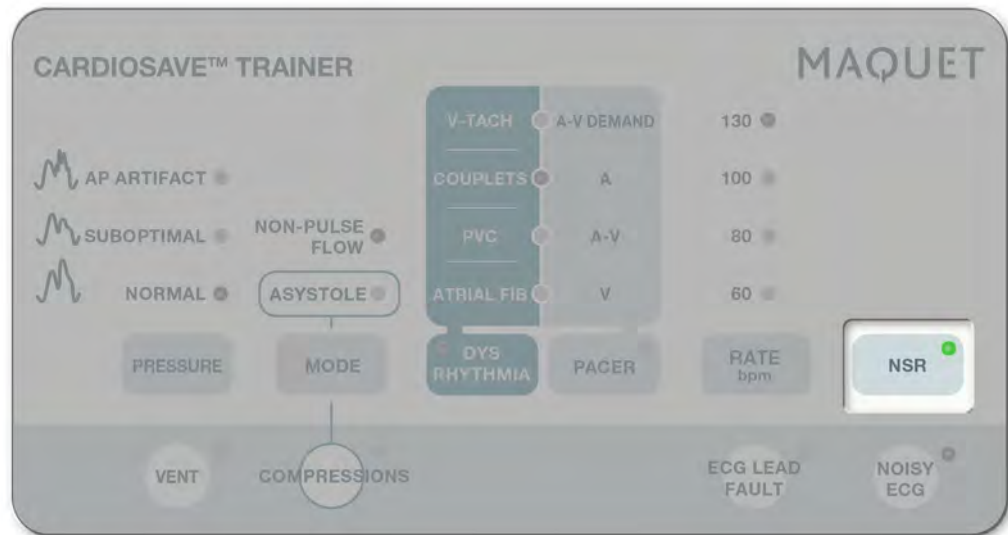 CARDIOSAVE™ TRAINER
MAQUET
V-TACH
A-V DEMAND
130
AP ARTIFACT
COUPLETS
A
100
SUBOPTIMAL
NON-PULSE
FLOW
PVC
A-V
80
NORMAL
ASYSTOLE
ATRIAL FIB
V
60
PRESSURE
MODE
DYS
RHYTHMIA
PACER
RATE
bpm
NSR
VENT
COMPRESSIONS
ECG LEAD
FAULT
NOISY
ECG